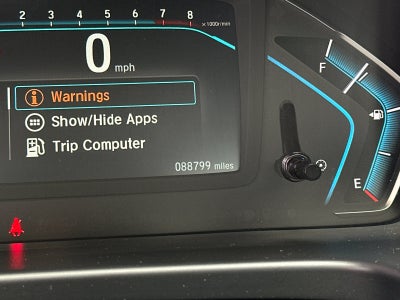 2 3 4 5 6 7 8 x1000r/min
0
mph
Warnings
Show/Hide Apps
Trip Computer
088799 miles
F
E